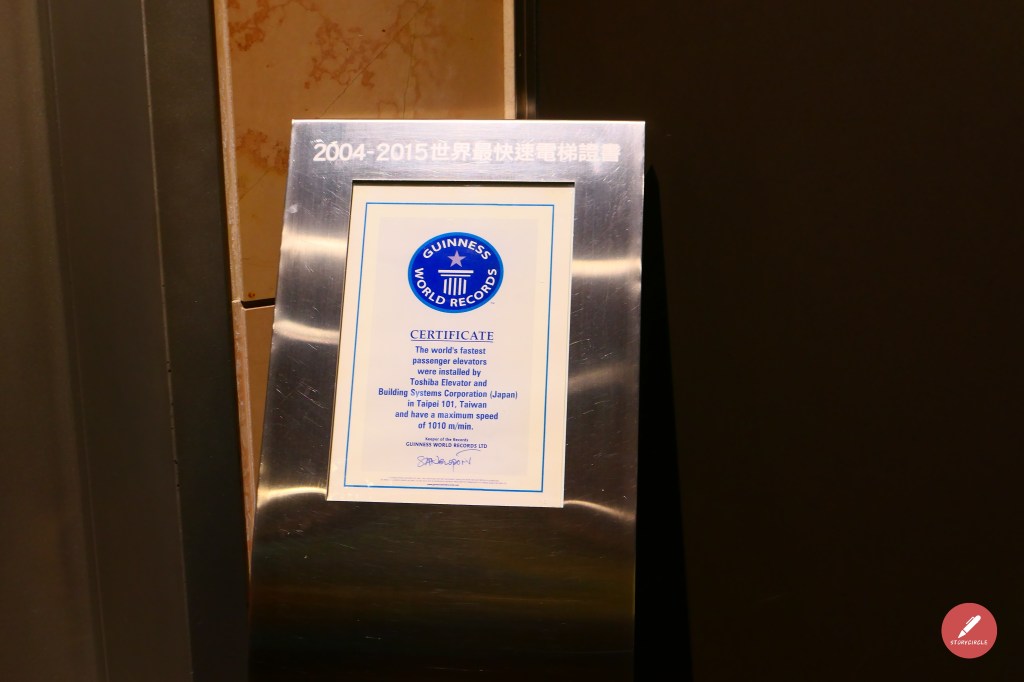 2004-2015世界最快速電梯證書
GUINNESS
WORLD RECORDS
CERTIFICATE
The world's fastest
passenger elevators
were installed by
Toshiba Elevator and
Building Systems Corporation (Japan)
in Taipei 101, Taiwan
and have a maximum speed
of 1010 m/min.
Keeper of the Records
GUINNESS WORLD RECORDS LTD
STORYCIRCLE